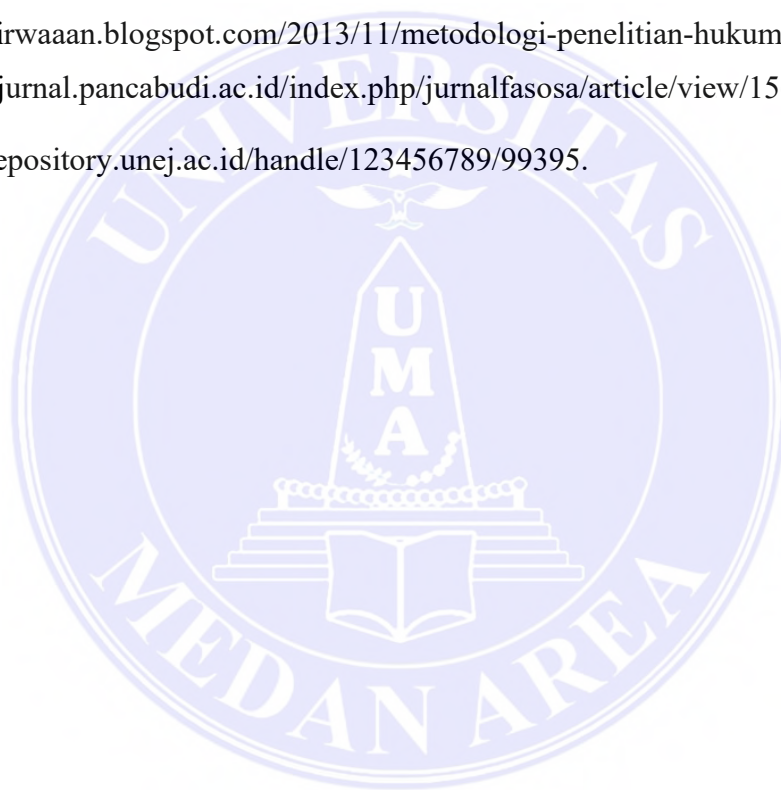 irwaaan.blogspot.com/2013/11/metodologi-penelitian-hukum
jurnal.pancabudi.ac.id/index.php/jurnalfasosa/article/view/15
epository.unej.ac.id/handle/123456789/99395.
UNIVERSITAS
U
M
A
MEDAN AREA